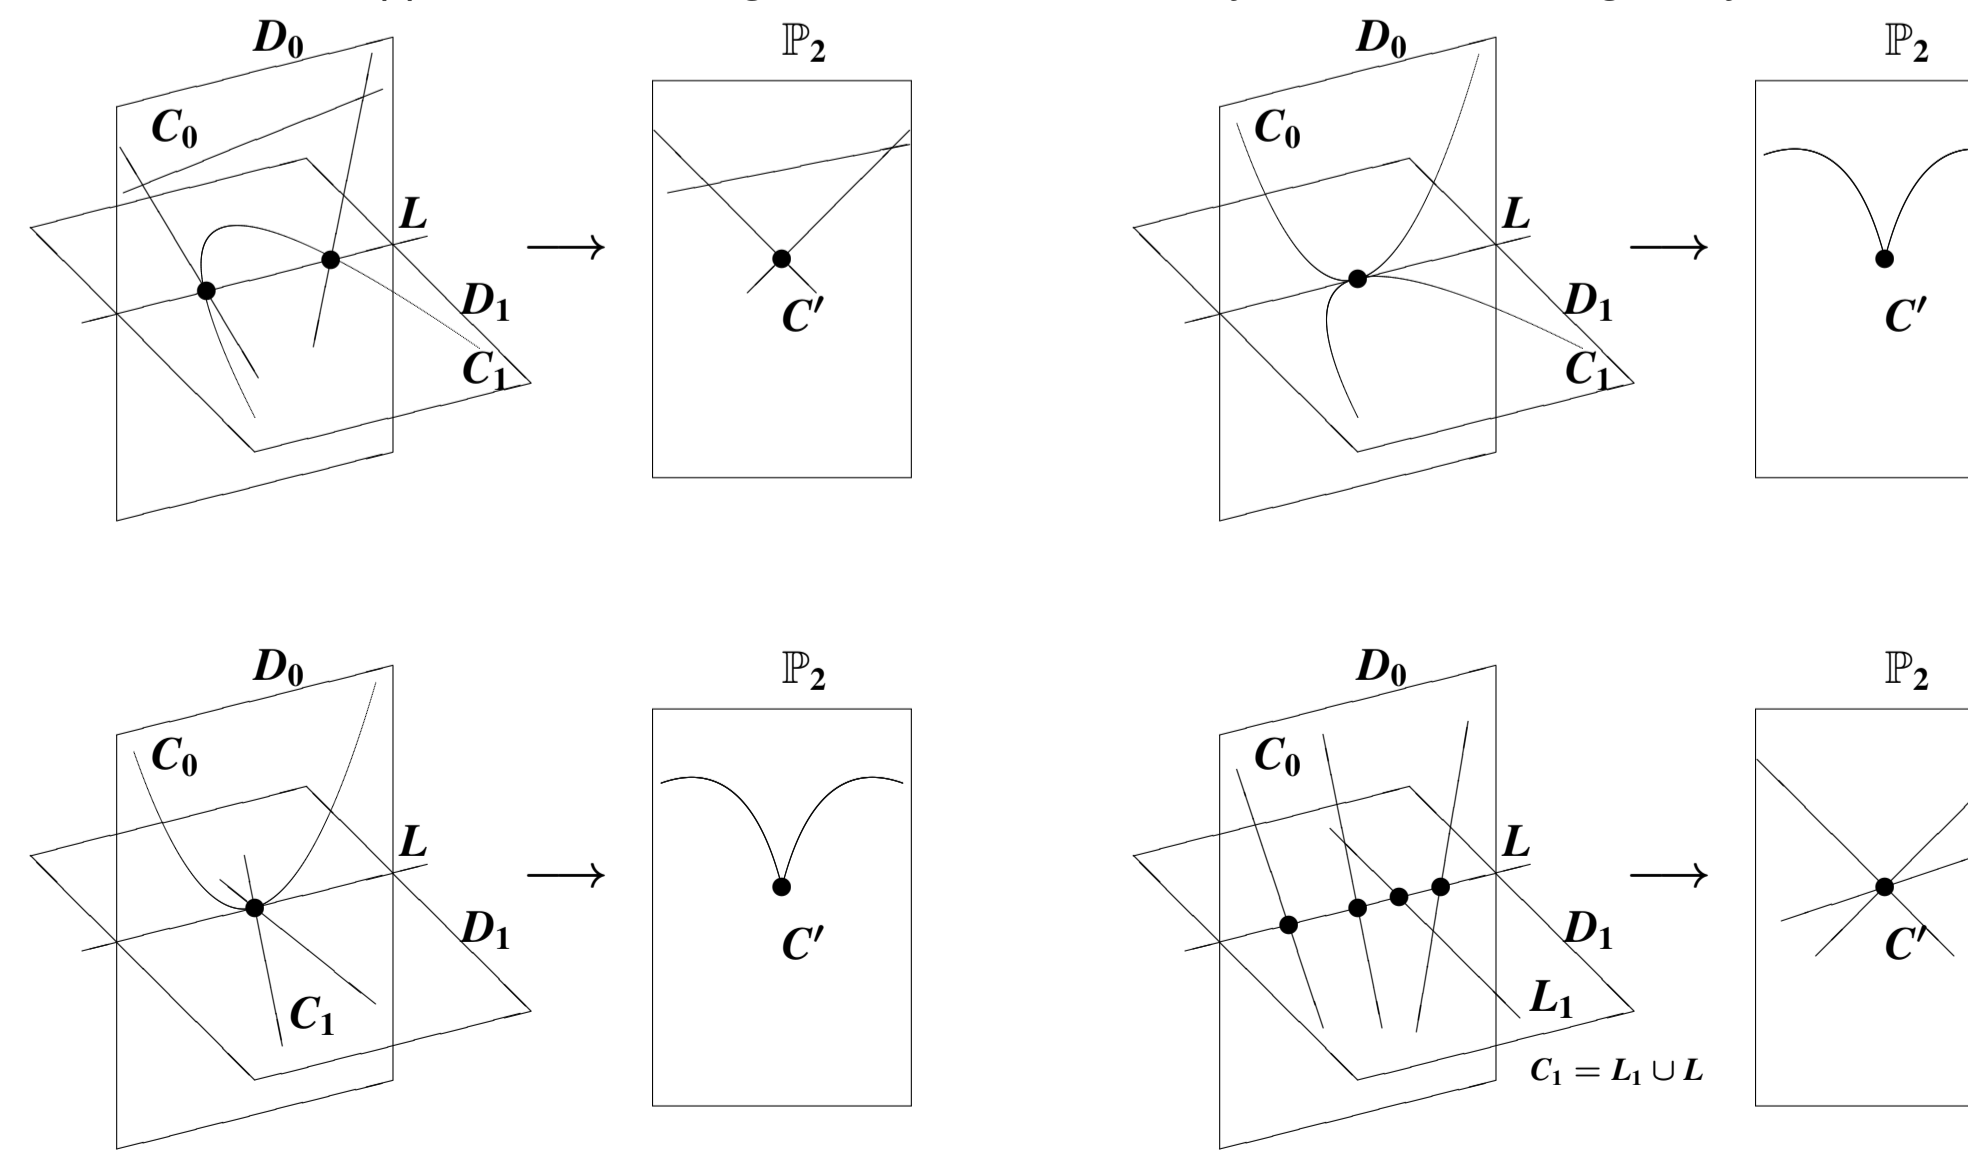 D₀
ℙ₂
C₀
L
D₁
C₁
C′
D₀
ℙ₂
C₀
L
D₁
C₁
C′
D₀
ℙ₂
C₀
L
D₁
C₁
C′
D₀
ℙ₂
C₀
L
D₁
L₁
C₁ = L₁ ∪ L
C′